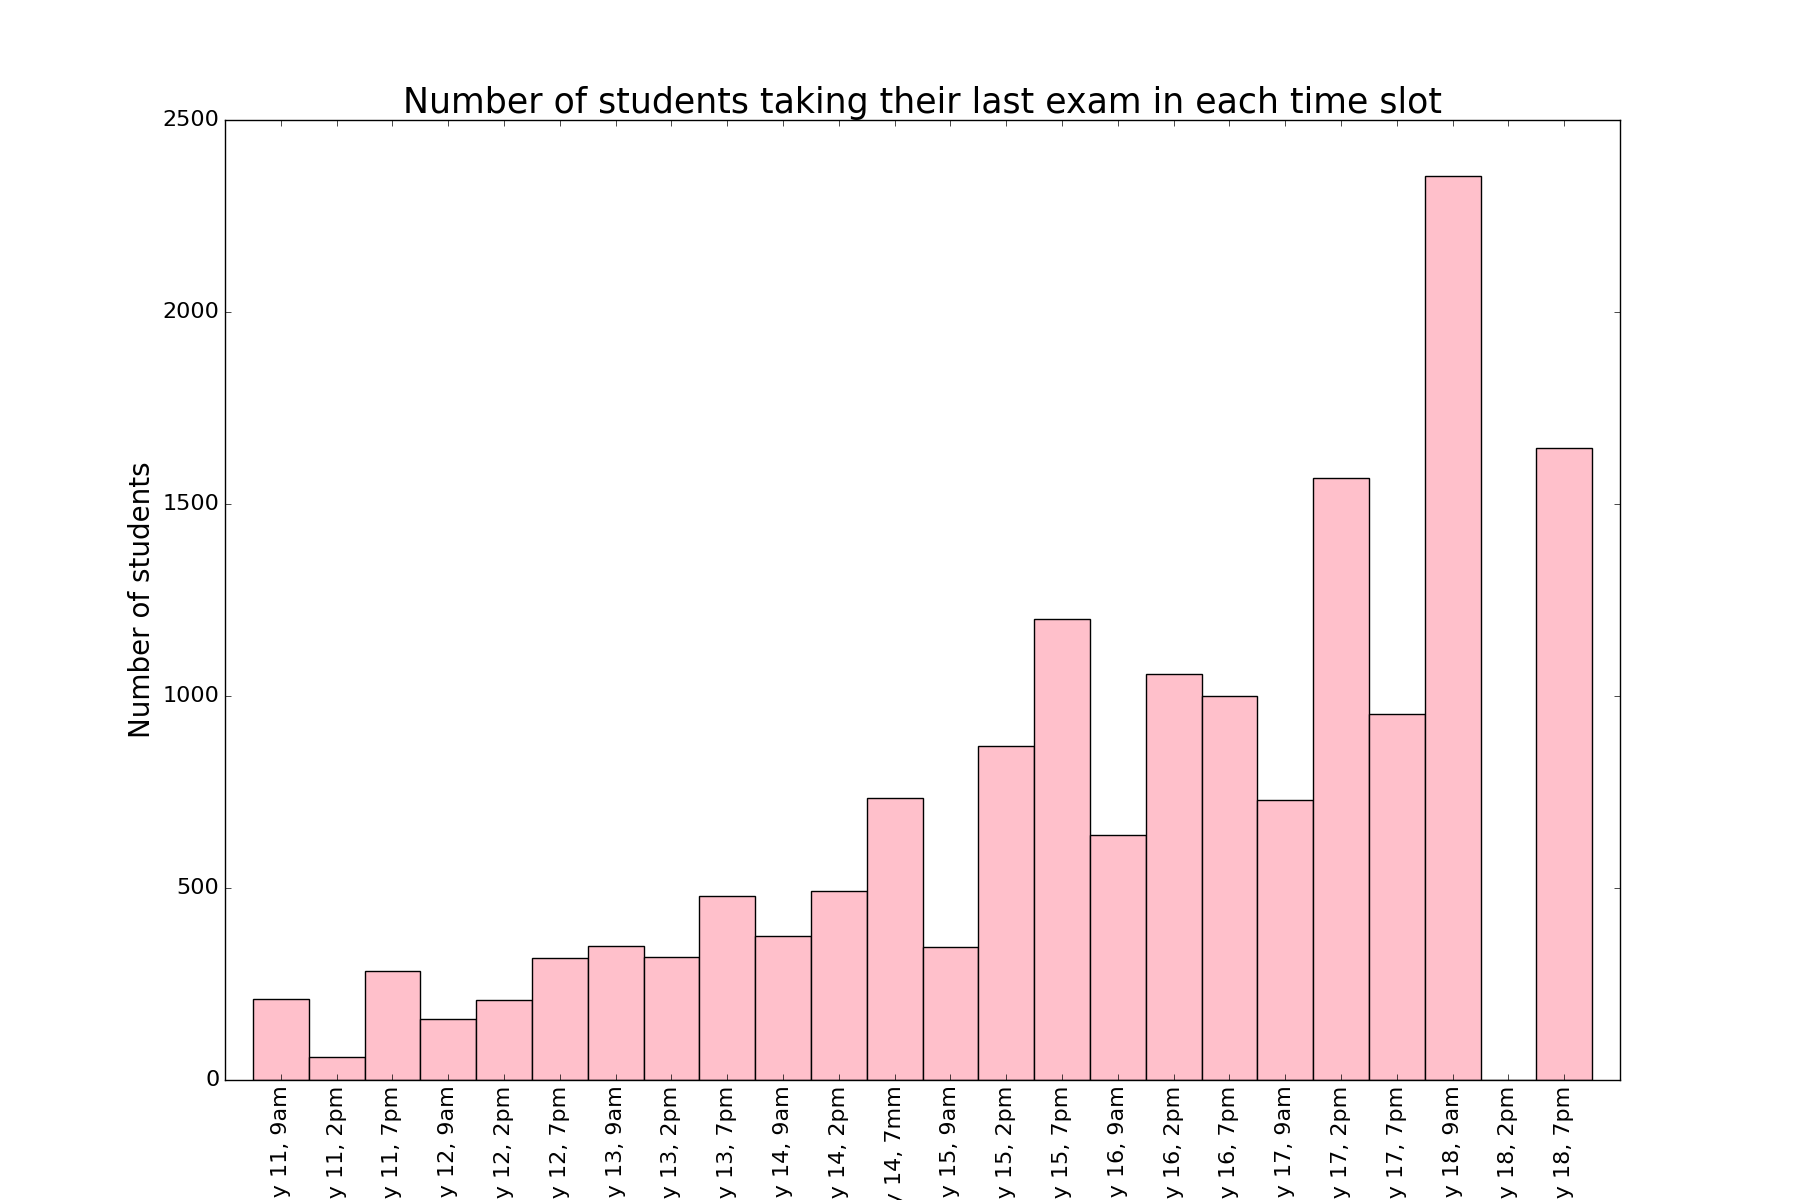 Number of students taking their last exam in each time slot
2500
2000
1500
1000
500
0
Number of students
y 11, 9am
y 11, 2pm
y 11, 7pm
y 12, 9am
y 12, 2pm
y 12, 7pm
y 13, 9am
y 13, 2pm
y 13, 7pm
y 14, 9am
y 14, 2pm
y 14, 7mm
y 15, 9am
y 15, 2pm
y 15, 7pm
y 16, 9am
y 16, 2pm
y 16, 7pm
y 17, 9am
y 17, 2pm
y 17, 7pm
y 18, 9am
y 18, 2pm
y 18, 7pm